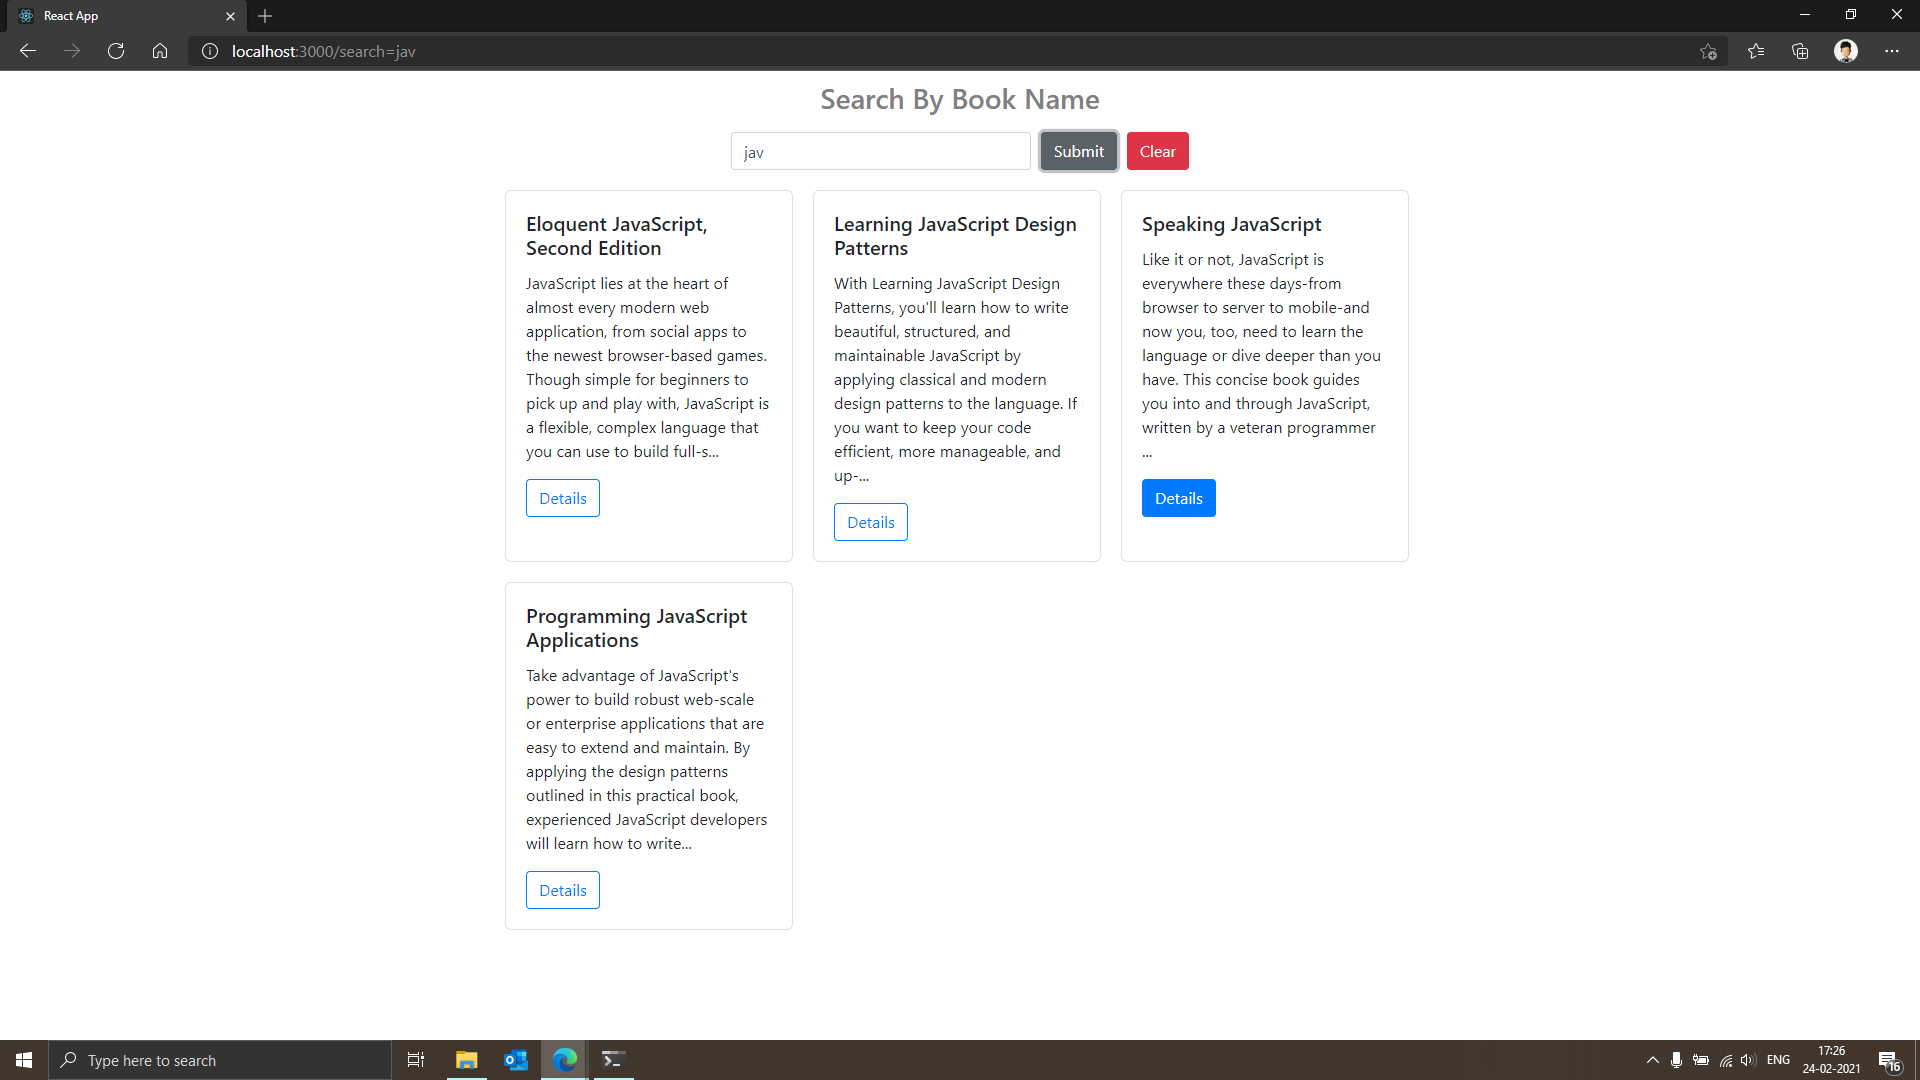 React App
localhost:3000/search=jav
Search By Book Name
jav
Submit
Clear
Eloquent JavaScript,
Second Edition
JavaScript lies at the heart of
almost every modern web
application, from social apps to
the newest browser-based games.
Though simple for beginners to
pick up and play with, JavaScript is
a flexible, complex language that
you can use to build full-s...
Details
Learning JavaScript Design
Patterns
With Learning JavaScript Design
Patterns, you'll learn how to write
beautiful, structured, and
maintainable JavaScript by
applying classical and modern
design patterns to the language. If
you want to keep your code
efficient, more manageable, and
up-...
Details
Speaking JavaScript
Like it or not, JavaScript is
everywhere these days-from
browser to server to mobile-and
now you, too, need to learn the
language or dive deeper than you
have. This concise book guides
you into and through JavaScript,
written by a veteran programmer
...
Details
Programming JavaScript
Applications
Take advantage of JavaScript's
power to build robust web-scale
or enterprise applications that are
easy to extend and maintain. By
applying the design patterns
outlined in this practical book,
experienced JavaScript developers
will learn how to write...
Details
Type here to search
ENG
17:26
24-02-2021
16